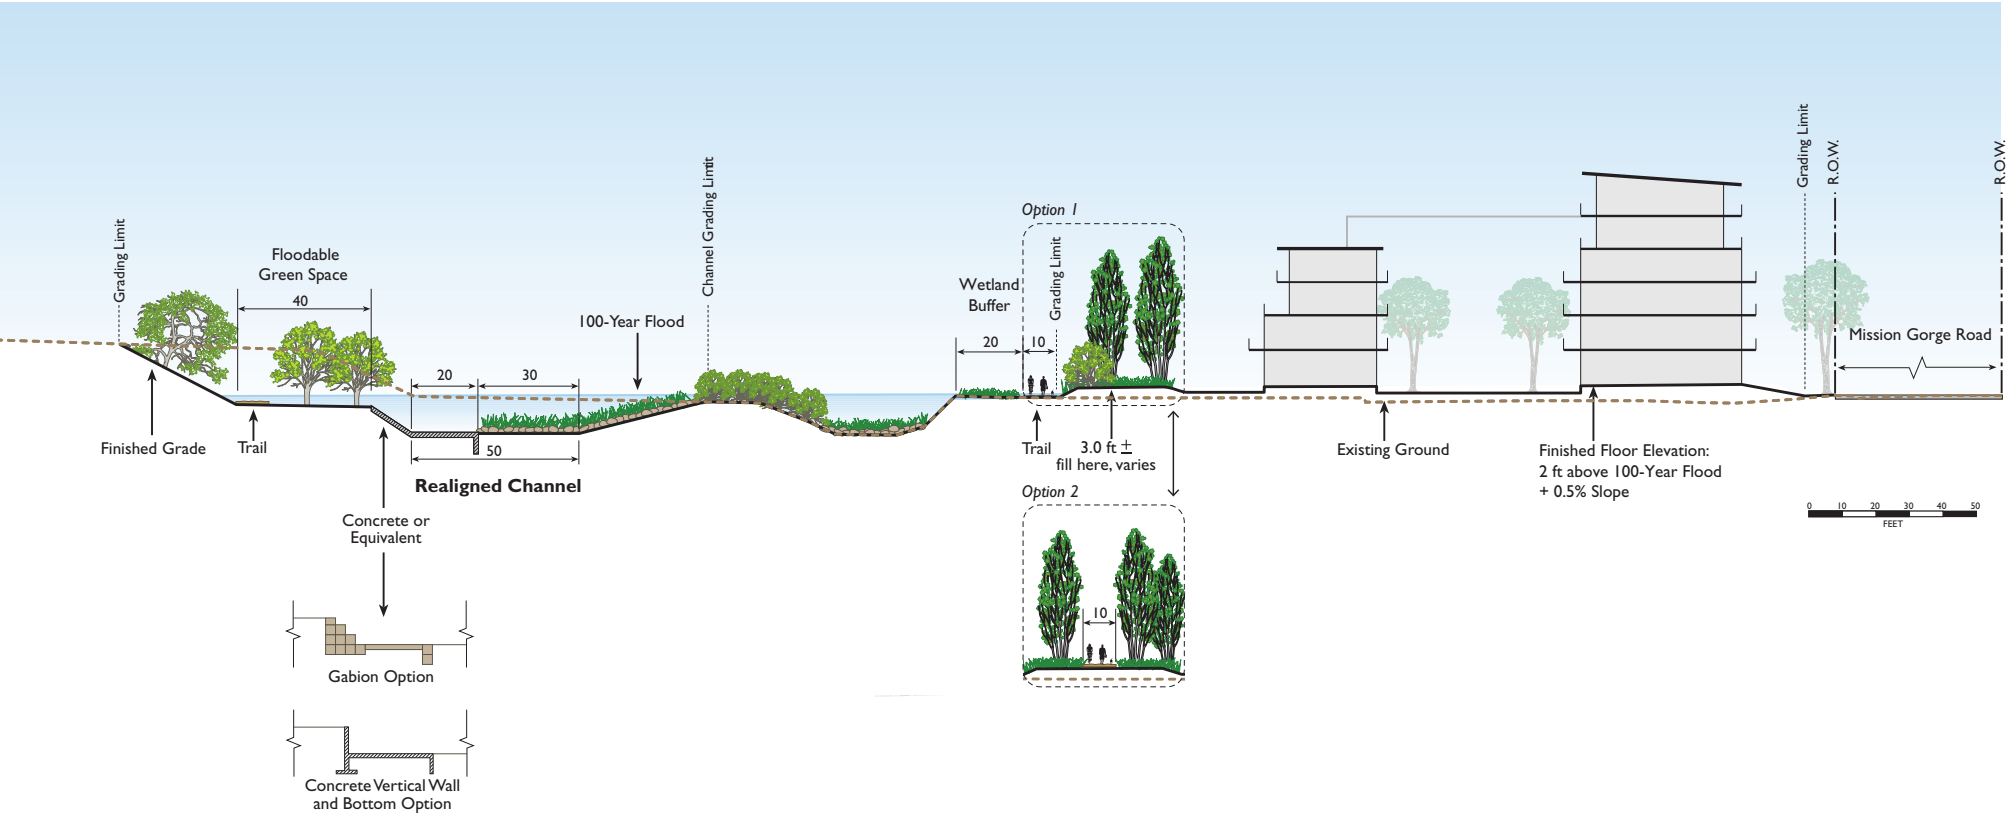 Grading Limit
Floodable
Green Space
40
20
30
50
Realigned Channel
100-Year Flood
Channel Grading Limit
Finished Grade
Trail
Concrete or
Equivalent
Gabion Option
Concrete Vertical Wall
and Bottom Option
Wetland
Buffer
20
10
Option 1
Grading Limit
Trail
3.0 ft ±
fill here, varies
Option 2
10
Existing Ground
Finished Floor Elevation:
2 ft above 100-Year Flood
+ 0.5% Slope
Grading Limit
R.O.W.
Mission Gorge Road
R.O.W.
0 10 20 30 40 50
FEET